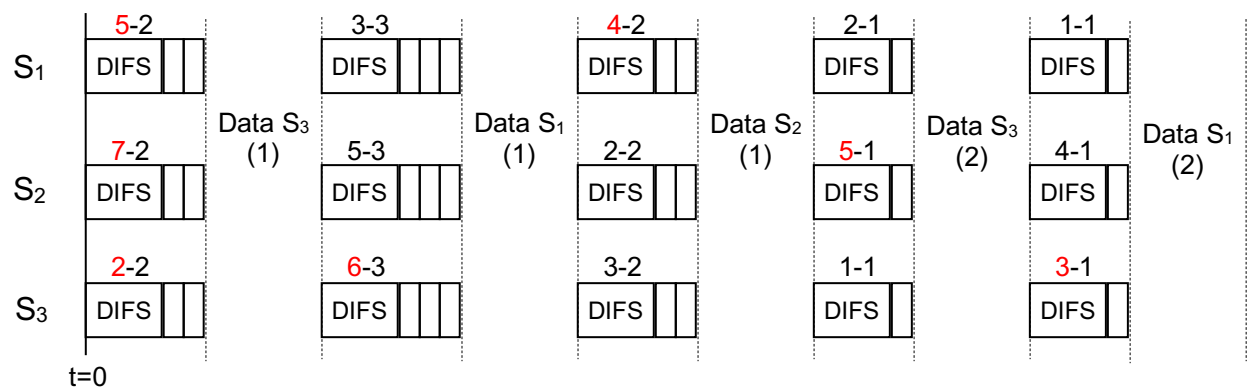 5-2 3-3 4-2 2-1 1-1
S₁ DIFS DIFS DIFS DIFS DIFS
Data S₃ Data S₁ Data S₂ Data S₃ Data S₁
(1) (1) (1) (2) (2)
7-2 5-3 2-2 5-1 4-1
S₂ DIFS DIFS DIFS DIFS DIFS
2-2 6-3 3-2 1-1 3-1
S₃ DIFS DIFS DIFS DIFS DIFS
t=0